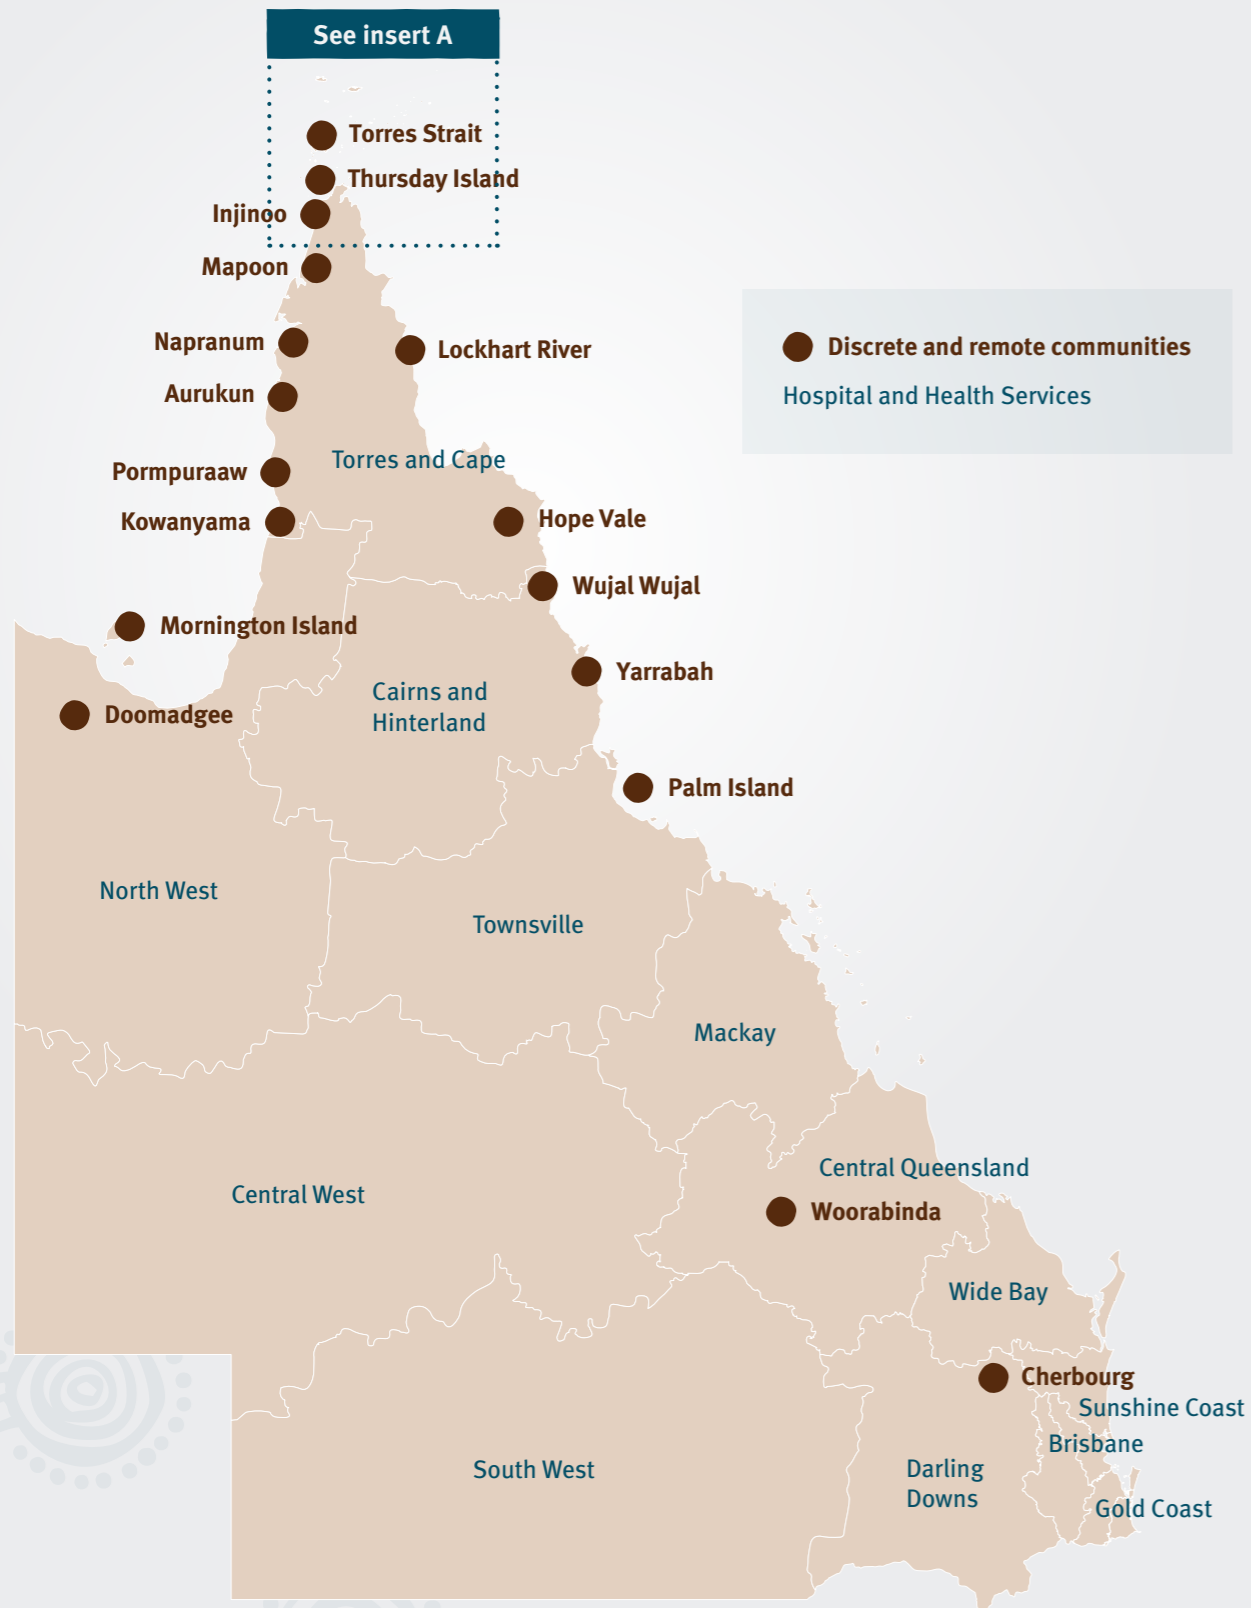 See insert A
Torres Strait
Thursday Island
Injinoo
Mapoon
Napranum
Lockhart River
Discrete and remote communities
Hospital and Health Services
Aurukun
Torres and Cape
Pormpuraaw
Kowanyama
Hope Vale
Wujal Wujal
Mornington Island
Yarrabah
Cairns and
Hinterland
Doomadgee
Palm Island
North West
Townsville
Mackay
Central Queensland
Central West
Woorabinda
Wide Bay
Cherbourg
Sunshine Coast
Brisbane
South West
Darling
Downs
Gold Coast